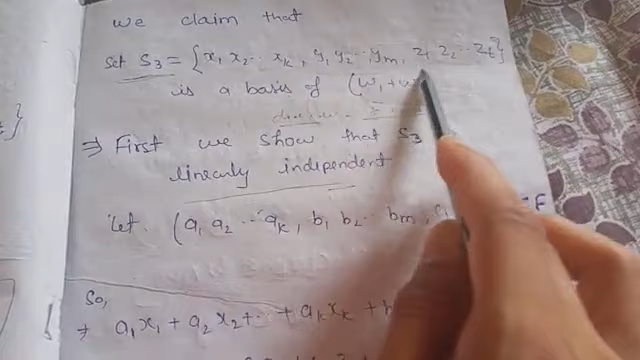 we claim that
Set S₃ = {x₁ x₂ ·· xₖ, y₁ y₂ ·· yₘ, z₁ z₂ ·· zₜ}
is a basis of (W₁+W
⇒ First we show that S₃
linearly independent
Let (a₁ a₂ ··· aₖ, b₁ b₂ ·· bₘ, c₁ F
So,
⇒ a₁x₁ + a₂x₂+·· + aₖxₖ +